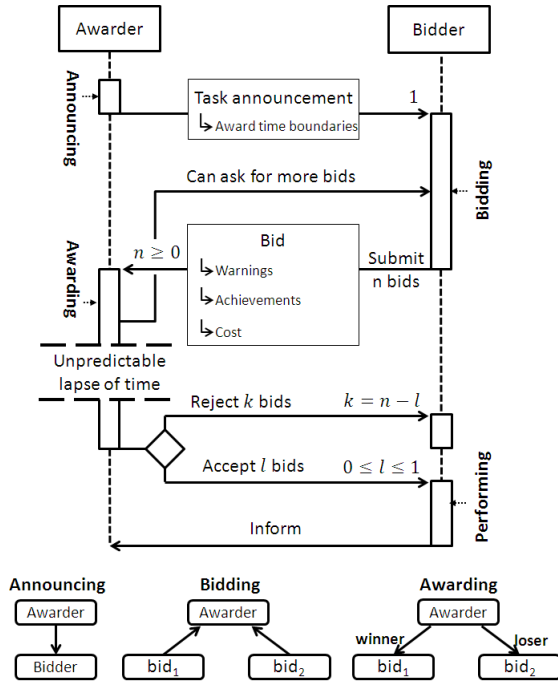 Awarder
Bidder
Announcing
Task announcement
Award time boundaries
1
Can ask for more bids
Bidding
Awarding
n ≥ 0
Bid
Warnings
Achievements
Cost
Submit
n bids
Unpredictable
lapse of time
Reject k bids
k = n − l
Accept l bids
0 ≤ l ≤ 1
Performing
Inform
Announcing
Bidding
Awarding
Awarder
Awarder
Awarder
winner
loser
Bidder
bid₁
bid₂
bid₁
bid₂